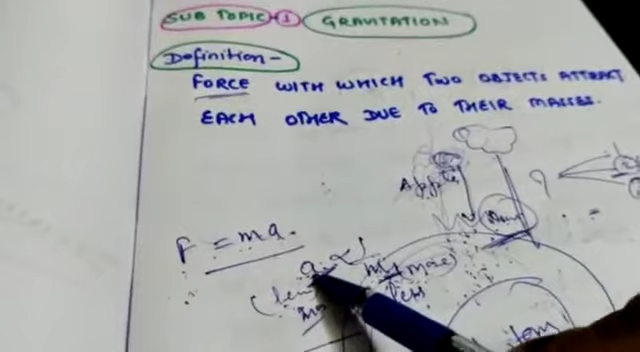 SUB TOPIC-1 GRAVITATION
Definition-
FORCE WITH WHICH TWO OBJECTS ATTRACT
EACH OTHER DUE TO THEIR MASSES.
Apple
F = ma.
a ∝